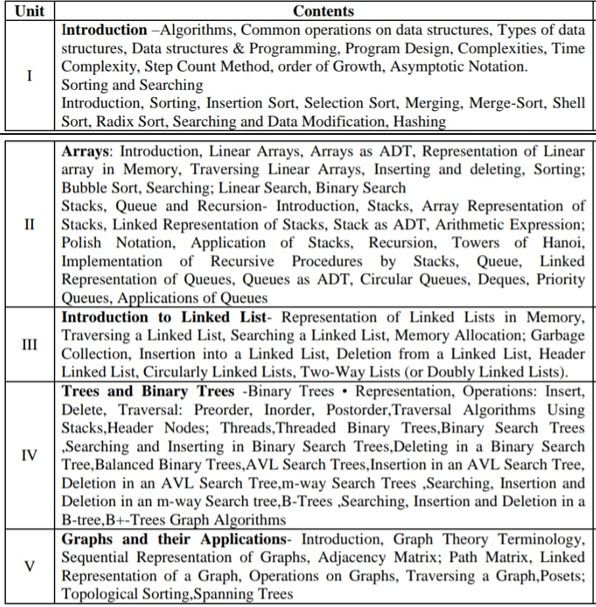 Unit Contents
I
Introduction –Algorithms, Common operations on data structures, Types of data
structures, Data structures & Programming, Program Design, Complexities, Time
Complexity, Step Count Method, order of Growth, Asymptotic Notation.
Sorting and Searching
Introduction, Sorting, Insertion Sort, Selection Sort, Merging, Merge-Sort, Shell
Sort, Radix Sort, Searching and Data Modification, Hashing
II
Arrays: Introduction, Linear Arrays, Arrays as ADT, Representation of Linear
array in Memory, Traversing Linear Arrays, Inserting and deleting, Sorting;
Bubble Sort, Searching; Linear Search, Binary Search
Stacks, Queue and Recursion- Introduction, Stacks, Array Representation of
Stacks, Linked Representation of Stacks, Stack as ADT, Arithmetic Expression;
Polish Notation, Application of Stacks, Recursion, Towers of Hanoi,
Implementation of Recursive Procedures by Stacks, Queue, Linked
Representation of Queues, Queues as ADT, Circular Queues, Deques, Priority
Queues, Applications of Queues
III
Introduction to Linked List- Representation of Linked Lists in Memory,
Traversing a Linked List, Searching a Linked List, Memory Allocation; Garbage
Collection, Insertion into a Linked List, Deletion from a Linked List, Header
Linked List, Circularly Linked Lists, Two-Way Lists (or Doubly Linked Lists).
IV
Trees and Binary Trees -Binary Trees • Representation, Operations: Insert,
Delete, Traversal: Preorder, Inorder, Postorder,Traversal Algorithms Using
Stacks,Header Nodes; Threads,Threaded Binary Trees,Binary Search Trees
,Searching and Inserting in Binary Search Trees,Deleting in a Binary Search
Tree,Balanced Binary Trees,AVL Search Trees,Insertion in an AVL Search Tree,
Deletion in an AVL Search Tree,m-way Search Trees ,Searching, Insertion and
Deletion in an m-way Search tree,B-Trees ,Searching, Insertion and Deletion in a
B-tree,B+-Trees Graph Algorithms
V
Graphs and their Applications- Introduction, Graph Theory Terminology,
Sequential Representation of Graphs, Adjacency Matrix; Path Matrix, Linked
Representation of a Graph, Operations on Graphs, Traversing a Graph,Posets;
Topological Sorting,Spanning Trees